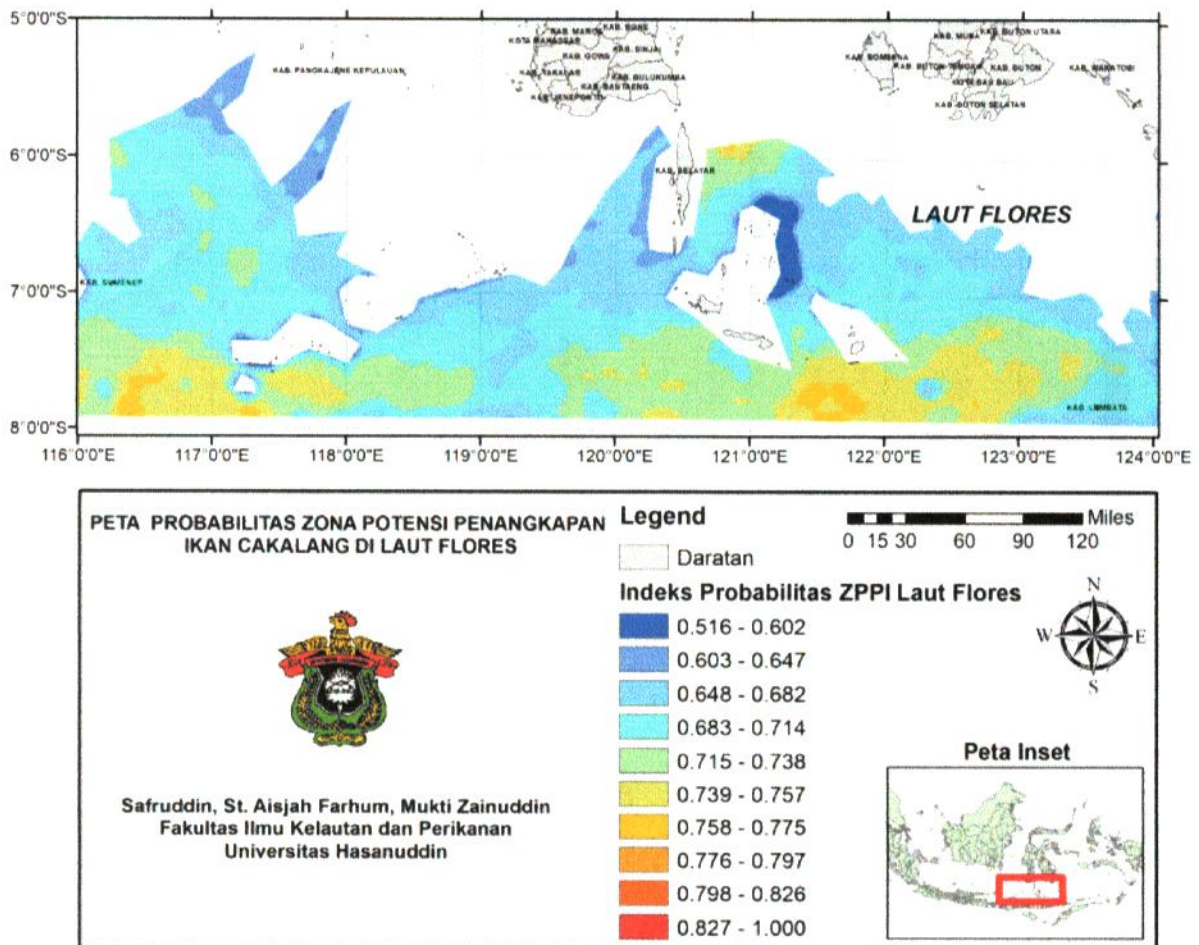 5°0'0"S
6°0'0"S
7°0'0"S
8°0'0"S
116°0'0"E 117°0'0"E 118°0'0"E 119°0'0"E 120°0'0"E 121°0'0"E 122°0'0"E 123°0'0"E 124°0'0"E
KAB. PANGKAJENE KEPULAUAN
KAB. MAROS
KAB. BONE
KAB. GOWA
KAB. SINJAI
KAB. TAKALAR
KAB. BULUKUMBA
KAB. BANTAENG
KAB. SELAYAR
KAB. BOMBANA
KAB. MUNA
KAB. BUTON UTARA
KAB. BUTON TENGAH
KAB. BUTON
KOTA BAU BAU
KAB. BUTON SELATAN
KAB. WAKATOBI
LAUT FLORES
KAB. SUMENEP
KAB. LEMBATA
PETA PROBABILITAS ZONA POTENSI PENANGKAPAN
IKAN CAKALANG DI LAUT FLORES
Safruddin, St. Aisjah Farhum, Mukti Zainuddin
Fakultas Ilmu Kelautan dan Perikanan
Universitas Hasanuddin
Legend
Daratan
Indeks Probabilitas ZPPI Laut Flores
0.516 - 0.602
0.603 - 0.647
0.648 - 0.682
0.683 - 0.714
0.715 - 0.738
0.739 - 0.757
0.758 - 0.775
0.776 - 0.797
0.798 - 0.826
0.827 - 1.000
Miles
0 15 30 60 90 120
N
W E
S
Peta Inset